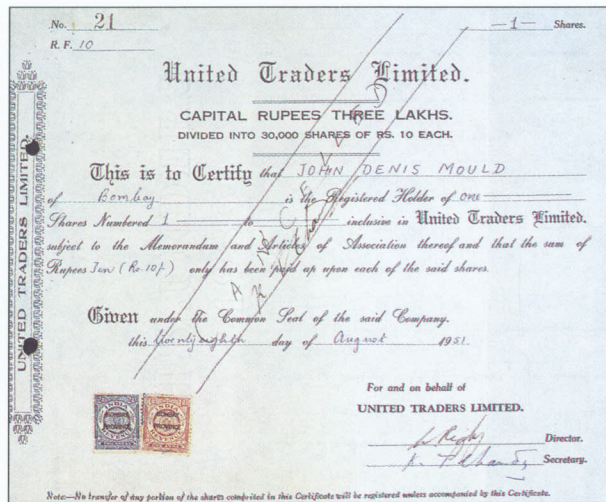 No. 21 —1— Shares.
R. F. 10
United Traders Limited.
CAPITAL RUPEES THREE LAKHS.
DIVIDED INTO 30,000 SHARES OF RS. 10 EACH.
This is to Certify that JOHN DENIS MOULD
of Bombay is the Registered Holder of one
Shares Numbered 1 to inclusive in United Traders Limited.
subject to the Memorandum and Articles of Association thereof and that the sum of
Rupees Ten (Rs. 10/-) only has been paid up upon each of the said shares.
Given under the Common Seal of the said Company.
this twenty eighth day of August 1951.
CANCELLED
UNITED TRADERS LIMITED.
INDIA
INDIA
For and on behalf of
UNITED TRADERS LIMITED.
Director.
Secretary.
Note:—No transfer of any portion of the shares comprised in this Certificate will be registered unless accompanied by this Certificate.